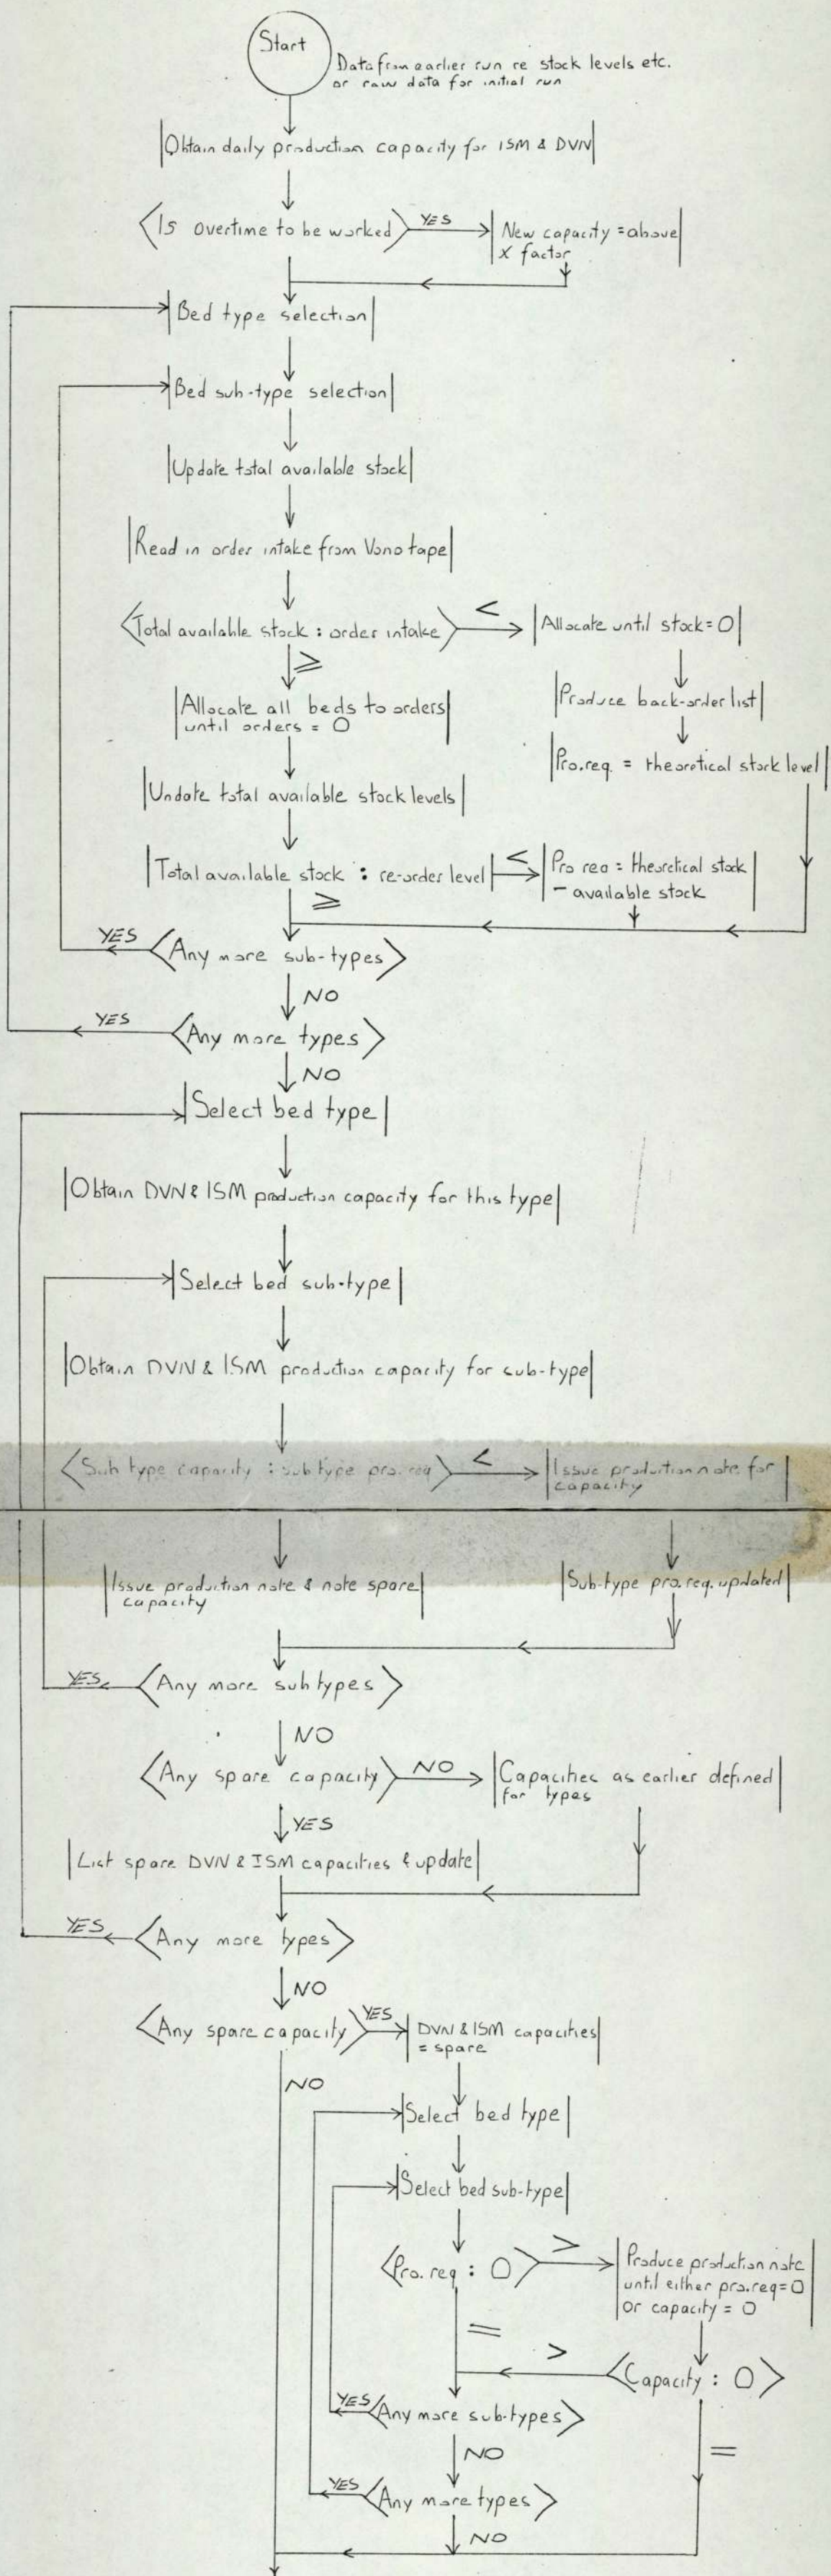 Start
Data from earlier run re stock levels etc.
or raw data for initial run
Obtain daily production capacity for ISM & DVN
Is overtime to be worked
YES
New capacity = above
X factor
Bed type selection
Bed sub-type selection
Update total available stock
Read in order intake from Vono tape
Total available stock : order intake
<
Allocate until stock = 0
≥
Allocate all beds to orders
until orders = 0
Produce back-order list
Pro.req. = theoretical stock level
Undate total available stock levels
Total available stock : re-order level
<
Pro req = theoretical stock
- available stock
≥
YES
Any more sub-types
NO
YES
Any more types
NO
Select bed type
Obtain DVN & ISM production capacity for this type
Select bed sub-type
Obtain DVN & ISM production capacity for sub-type
Sub type capacity : sub type pro. req
<
Issue production note for
capacity
Issue production note & note spare
capacity
Sub-type pro. req. updated
YES
Any more sub types
NO
Any spare capacity
NO
Capacities as earlier defined
for types
YES
List spare DVN & ISM capacities & update
YES
Any more types
NO
Any spare capacity
YES
DVN & ISM capacities
= spare
NO
Select bed type
Select bed sub-type
Pro. req : 0
>
Produce production note
until either pro.req = 0
or capacity = 0
=
>
Capacity : 0
YES
Any more sub-types
NO
=
YES
Any more types
NO